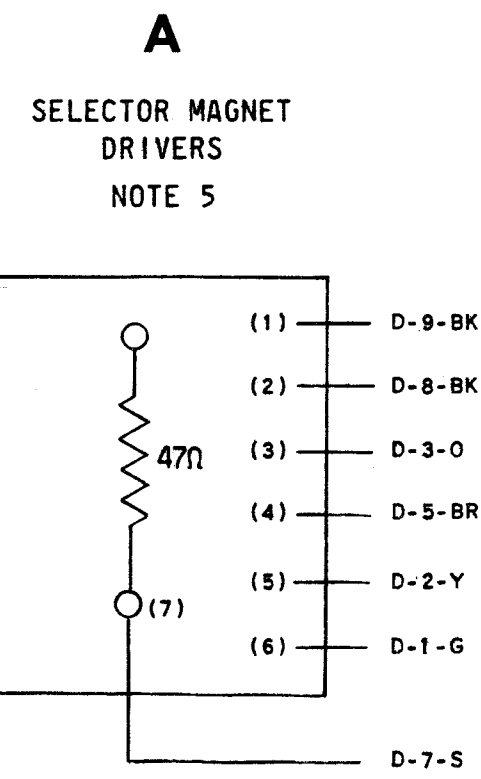 A
SELECTOR MAGNET
DRIVERS
NOTE 5
(1) D-9-BK
(2) D-8-BK
47Ω (3) D-3-O
(4) D-5-BR
(5) D-2-Y
(7)
(6) D-1-G
D-7-S